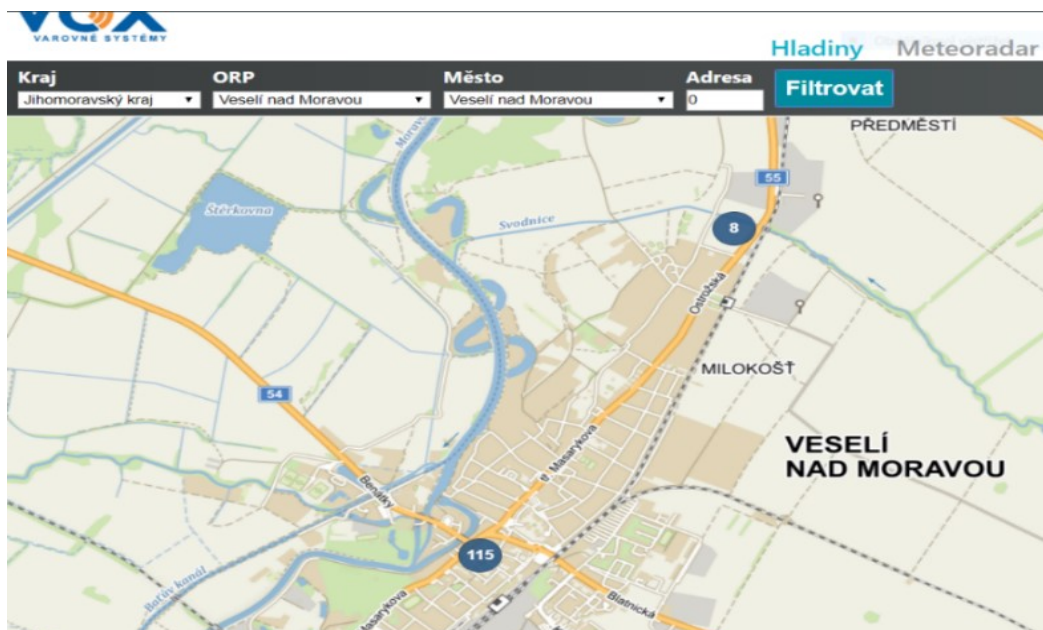 VOX
VAROVNÉ SYSTÉMY
Hladiny Meteoradar
Kraj ORP Město Adresa
Jihomoravský kraj Veselí nad Moravou Veselí nad Moravou 0 Filtrovat
PŘEDMĚSTÍ
Morava
55
Štěrkovna
Svodnice
8
Ostrožská
MILOKOŠŤ
54
VESELÍ
NAD MORAVOU
tř. Masarykova
Benátky
115
Baťův kanál
Masarykova
Blatnická